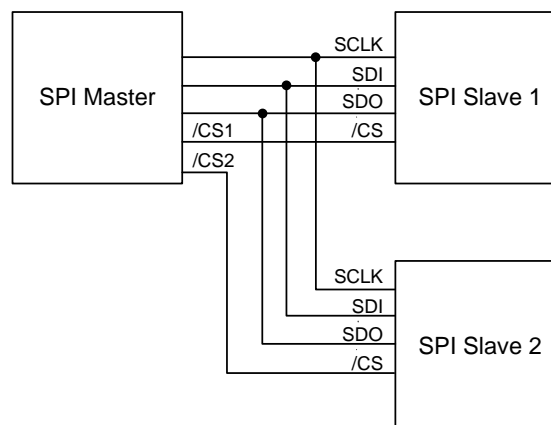 SPI Master
/CS1
/CS2
SCLK
SDI
SDO
/CS
SPI Slave 1
SCLK
SDI
SDO
/CS
SPI Slave 2